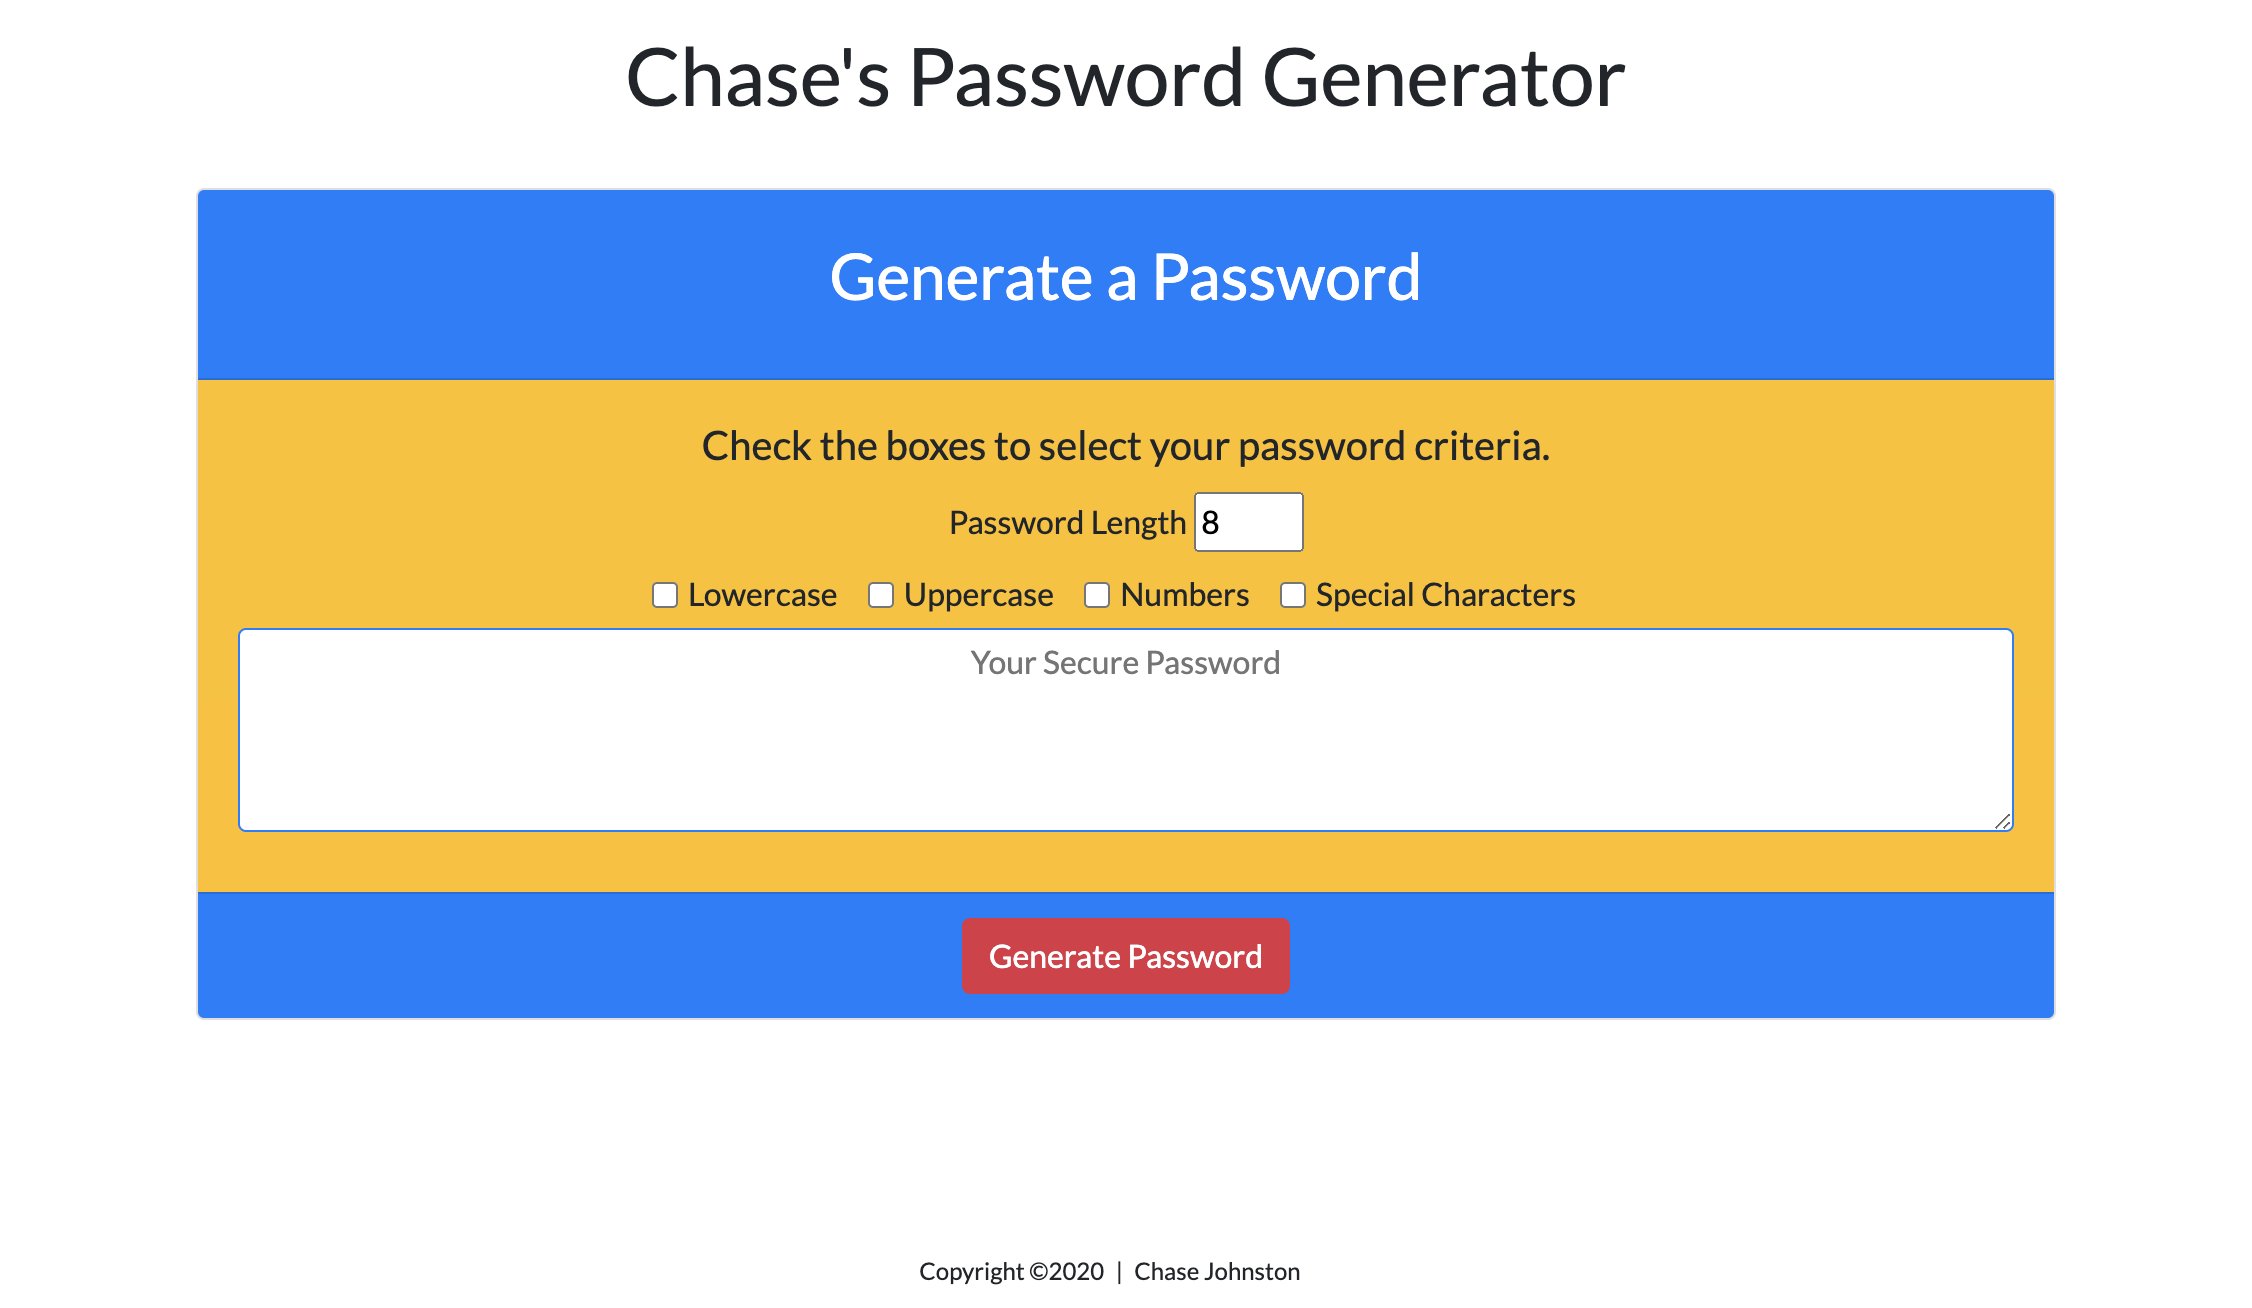 Chase's Password Generator
Generate a Password
Check the boxes to select your password criteria.
Password Length 8
Lowercase Uppercase Numbers Special Characters
Your Secure Password
Generate Password
Copyright ©2020 | Chase Johnston